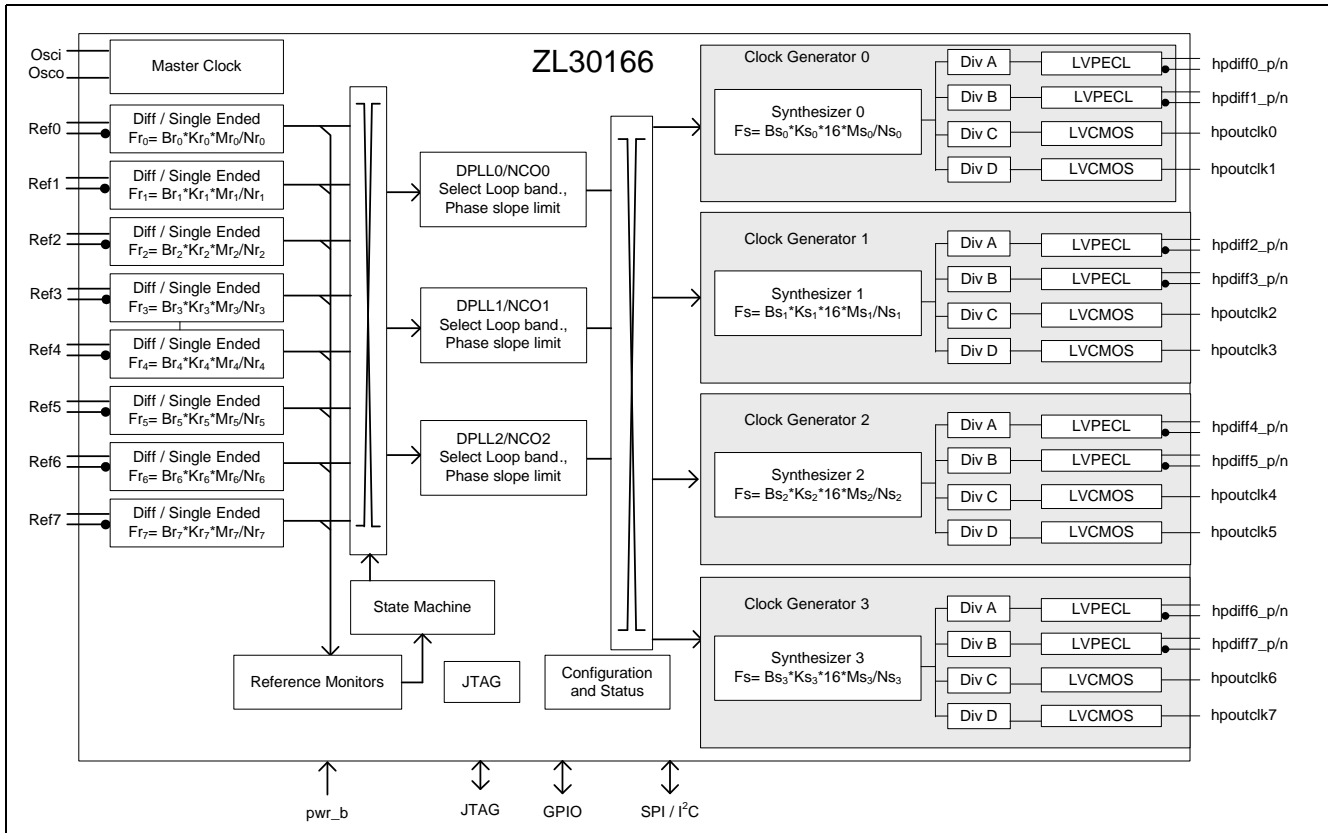 ZL30166
Osci
Osco
Master Clock
Ref0
Diff / Single Ended
Fr₀= Br₀*Kr₀*Mr₀/Nr₀
Ref1
Diff / Single Ended
Fr₁= Br₁*Kr₁*Mr₁/Nr₁
Ref2
Diff / Single Ended
Fr₂= Br₂*Kr₂*Mr₂/Nr₂
Ref3
Diff / Single Ended
Fr₃= Br₃*Kr₃*Mr₃/Nr₃
Ref4
Diff / Single Ended
Fr₄= Br₄*Kr₄*Mr₄/Nr₄
Ref5
Diff / Single Ended
Fr₅= Br₅*Kr₅*Mr₅/Nr₅
Ref6
Diff / Single Ended
Fr₆= Br₆*Kr₆*Mr₆/Nr₆
Ref7
Diff / Single Ended
Fr₇= Br₇*Kr₇*Mr₇/Nr₇
DPLL0/NCO0
Select Loop band.,
Phase slope limit
DPLL1/NCO1
Select Loop band.,
Phase slope limit
DPLL2/NCO2
Select Loop band.,
Phase slope limit
State Machine
Reference Monitors
JTAG
Configuration
and Status
Clock Generator 0
Synthesizer 0
Fs= Bs₀*Ks₀*16*Ms₀/Ns₀
Div A
LVPECL
hpdiff0_p/n
Div B
LVPECL
hpdiff1_p/n
Div C
LVCMOS
hpoutclk0
Div D
LVCMOS
hpoutclk1
Clock Generator 1
Synthesizer 1
Fs= Bs₁*Ks₁*16*Ms₁/Ns₁
Div A
LVPECL
hpdiff2_p/n
Div B
LVPECL
hpdiff3_p/n
Div C
LVCMOS
hpoutclk2
Div D
LVCMOS
hpoutclk3
Clock Generator 2
Synthesizer 2
Fs= Bs₂*Ks₂*16*Ms₂/Ns₂
Div A
LVPECL
hpdiff4_p/n
Div B
LVPECL
hpdiff5_p/n
Div C
LVCMOS
hpoutclk4
Div D
LVCMOS
hpoutclk5
Clock Generator 3
Synthesizer 3
Fs= Bs₃*Ks₃*16*Ms₃/Ns₃
Div A
LVPECL
hpdiff6_p/n
Div B
LVPECL
hpdiff7_p/n
Div C
LVCMOS
hpoutclk6
Div D
LVCMOS
hpoutclk7
pwr_b
JTAG
GPIO
SPI / I²C